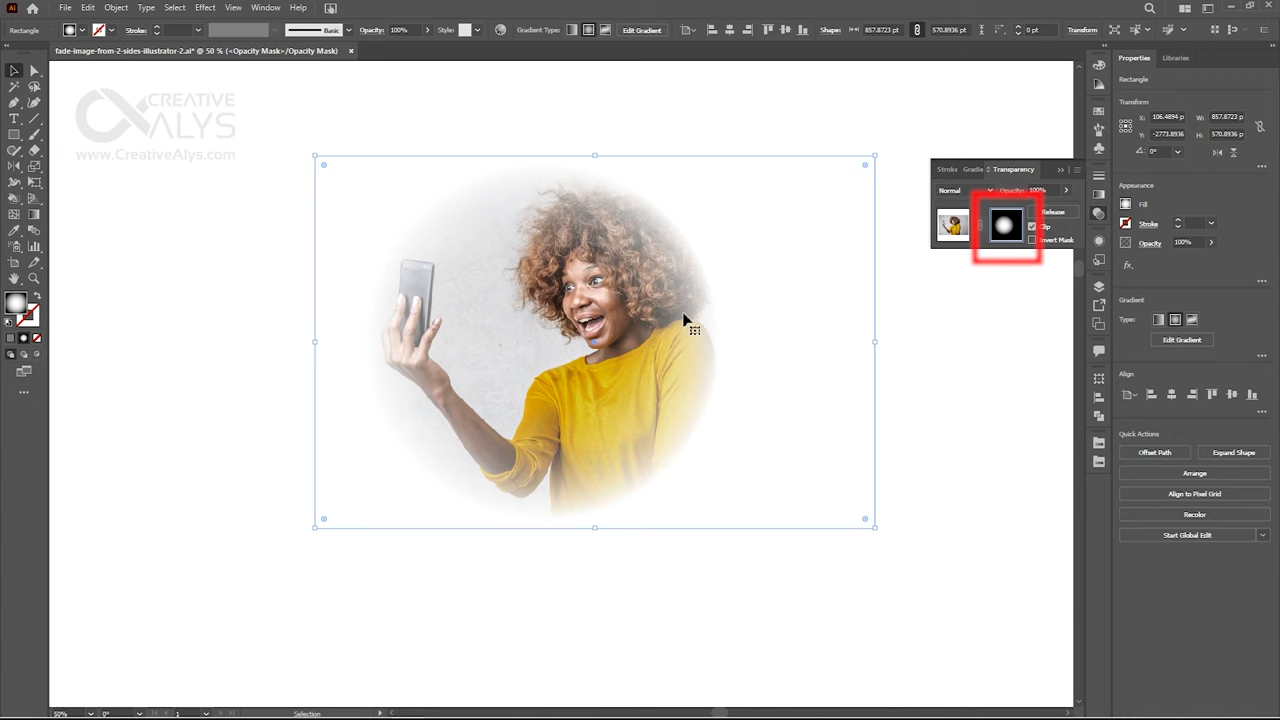 File Edit Object Type Select Effect View Window Help
Rectangle Stroke: Basic Opacity: 100% Style: Gradient Type: Edit Gradient Shape: 857.8723 pt 570.8936 pt 0 pt Transform
fade-image-from-2-sides-illustrator-2.ai* @ 50 % (<Opacity Mask>/Opacity Mask) ×
CREATIVE
ALYS
www.CreativeAlys.com
Stroke Gradie Transparency
Normal Opacity: 100%
Release
Clip
Invert Mask
Properties Libraries
Rectangle
Transform
X: 106.4894 p W: 857.8723 p
Y: -2773.8936 H: 570.8936 p
0°
Appearance
Fill
Stroke
Opacity 100%
fx.
Gradient
Type:
Edit Gradient
Align
Quick Actions
Offset Path Expand Shape
Arrange
Align to Pixel Grid
Recolor
Start Global Edit
50% 0° 1 Selection